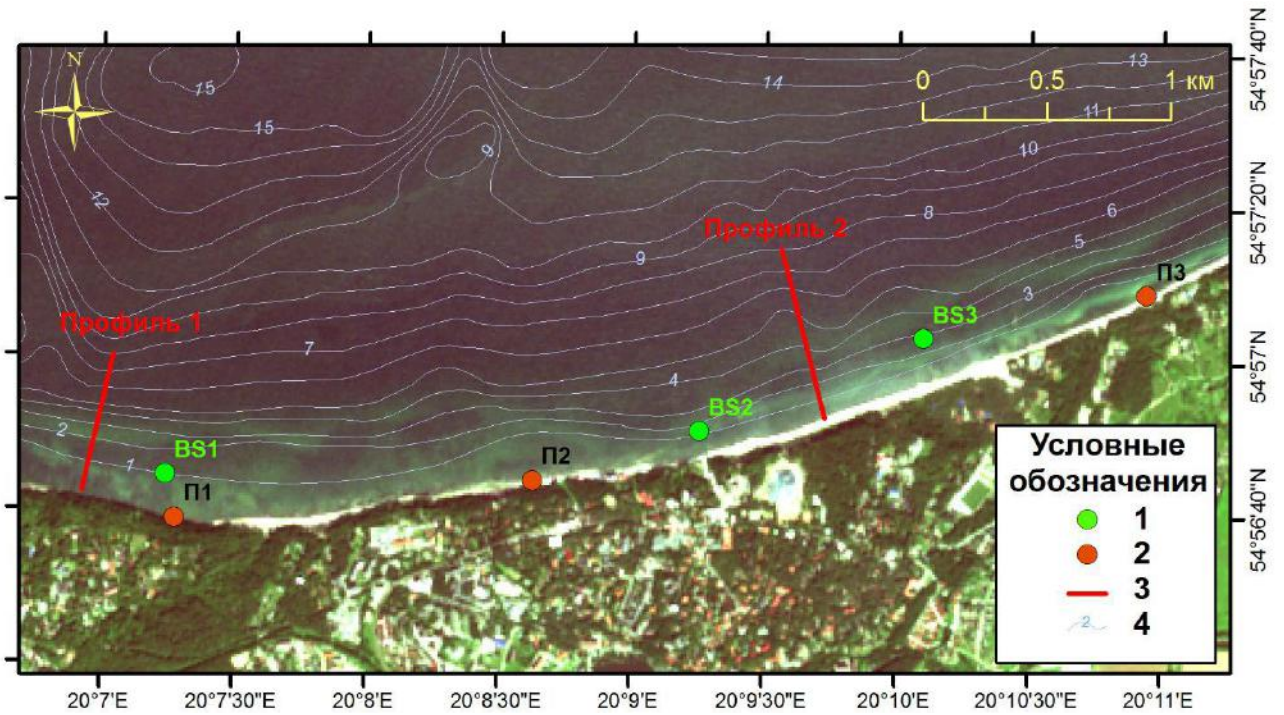 N
15
15
12
9
14
13
0 0.5 1 км
11
10
8
6
5
9
3
7
4
2
1
Профиль 1
Профиль 2
П3
BS3
BS2
BS1
П2
П1
Условные
обозначения
1
2
3
2 4
54°57'40"N
54°57'20"N
54°57'N
54°56'40"N
20°7'E 20°7'30"E 20°8'E 20°8'30"E 20°9'E 20°9'30"E 20°10'E 20°10'30"E 20°11'E